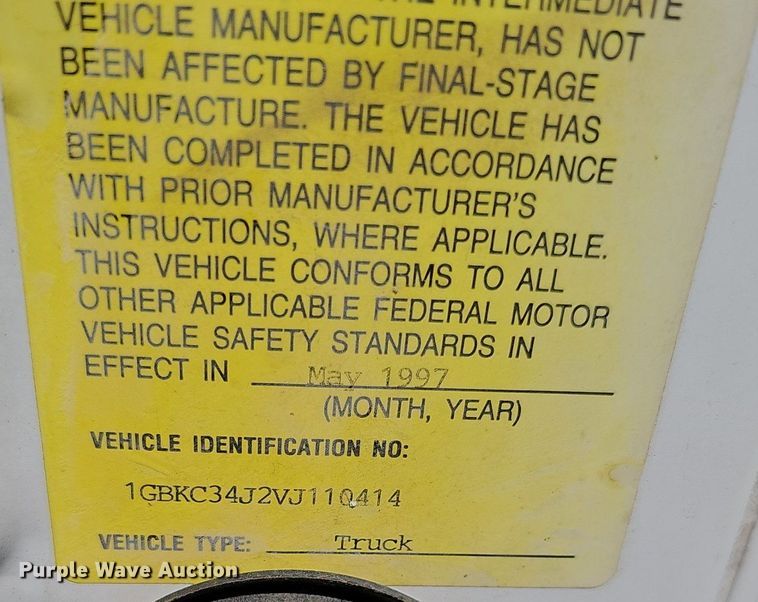 INTERMEDIATE
VEHICLE MANUFACTURER, HAS NOT
BEEN AFFECTED BY FINAL-STAGE
MANUFACTURE. THE VEHICLE HAS
BEEN COMPLETED IN ACCORDANCE
WITH PRIOR MANUFACTURER'S
INSTRUCTIONS, WHERE APPLICABLE.
THIS VEHICLE CONFORMS TO ALL
OTHER APPLICABLE FEDERAL MOTOR
VEHICLE SAFETY STANDARDS IN
EFFECT IN May 1997
(MONTH, YEAR)
VEHICLE IDENTIFICATION NO:
1GBKC34J2VJ110414
VEHICLE TYPE: Truck
Purple Wave Auction